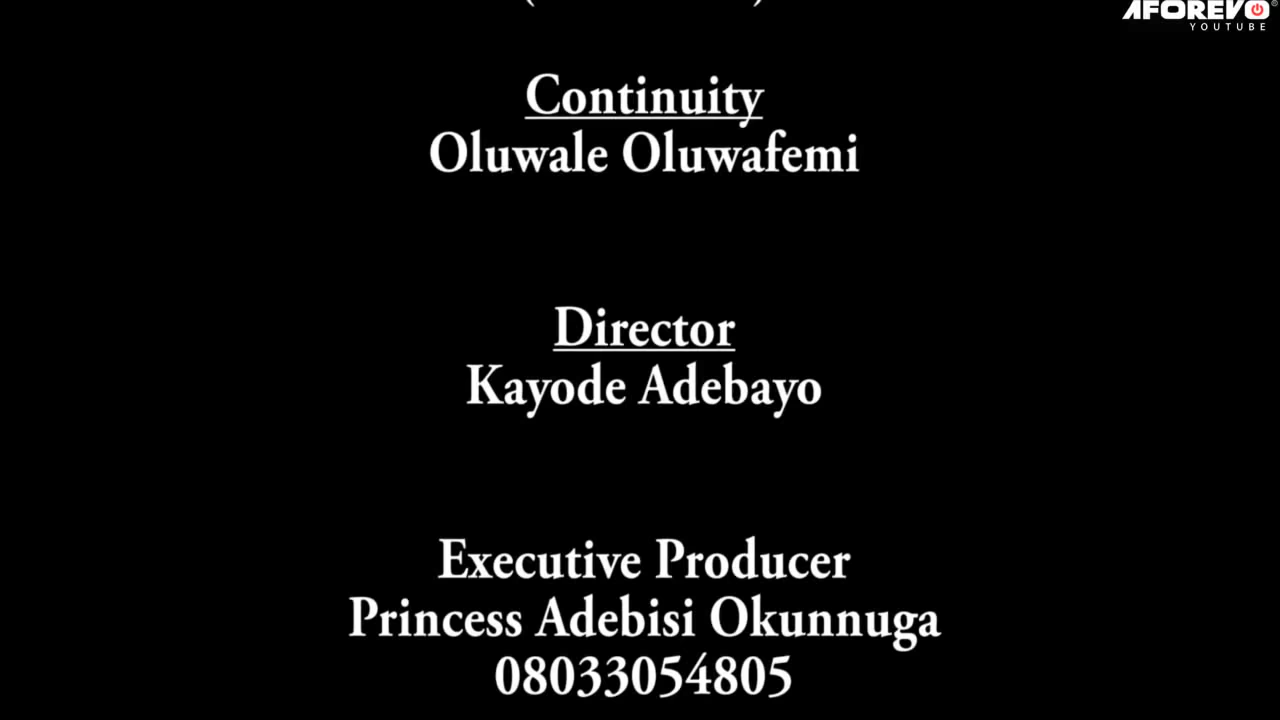 AFOREVO
YOUTUBE
Continuity
Oluwale Oluwafemi
Director
Kayode Adebayo
Executive Producer
Princess Adebisi Okunnuga
08033054805